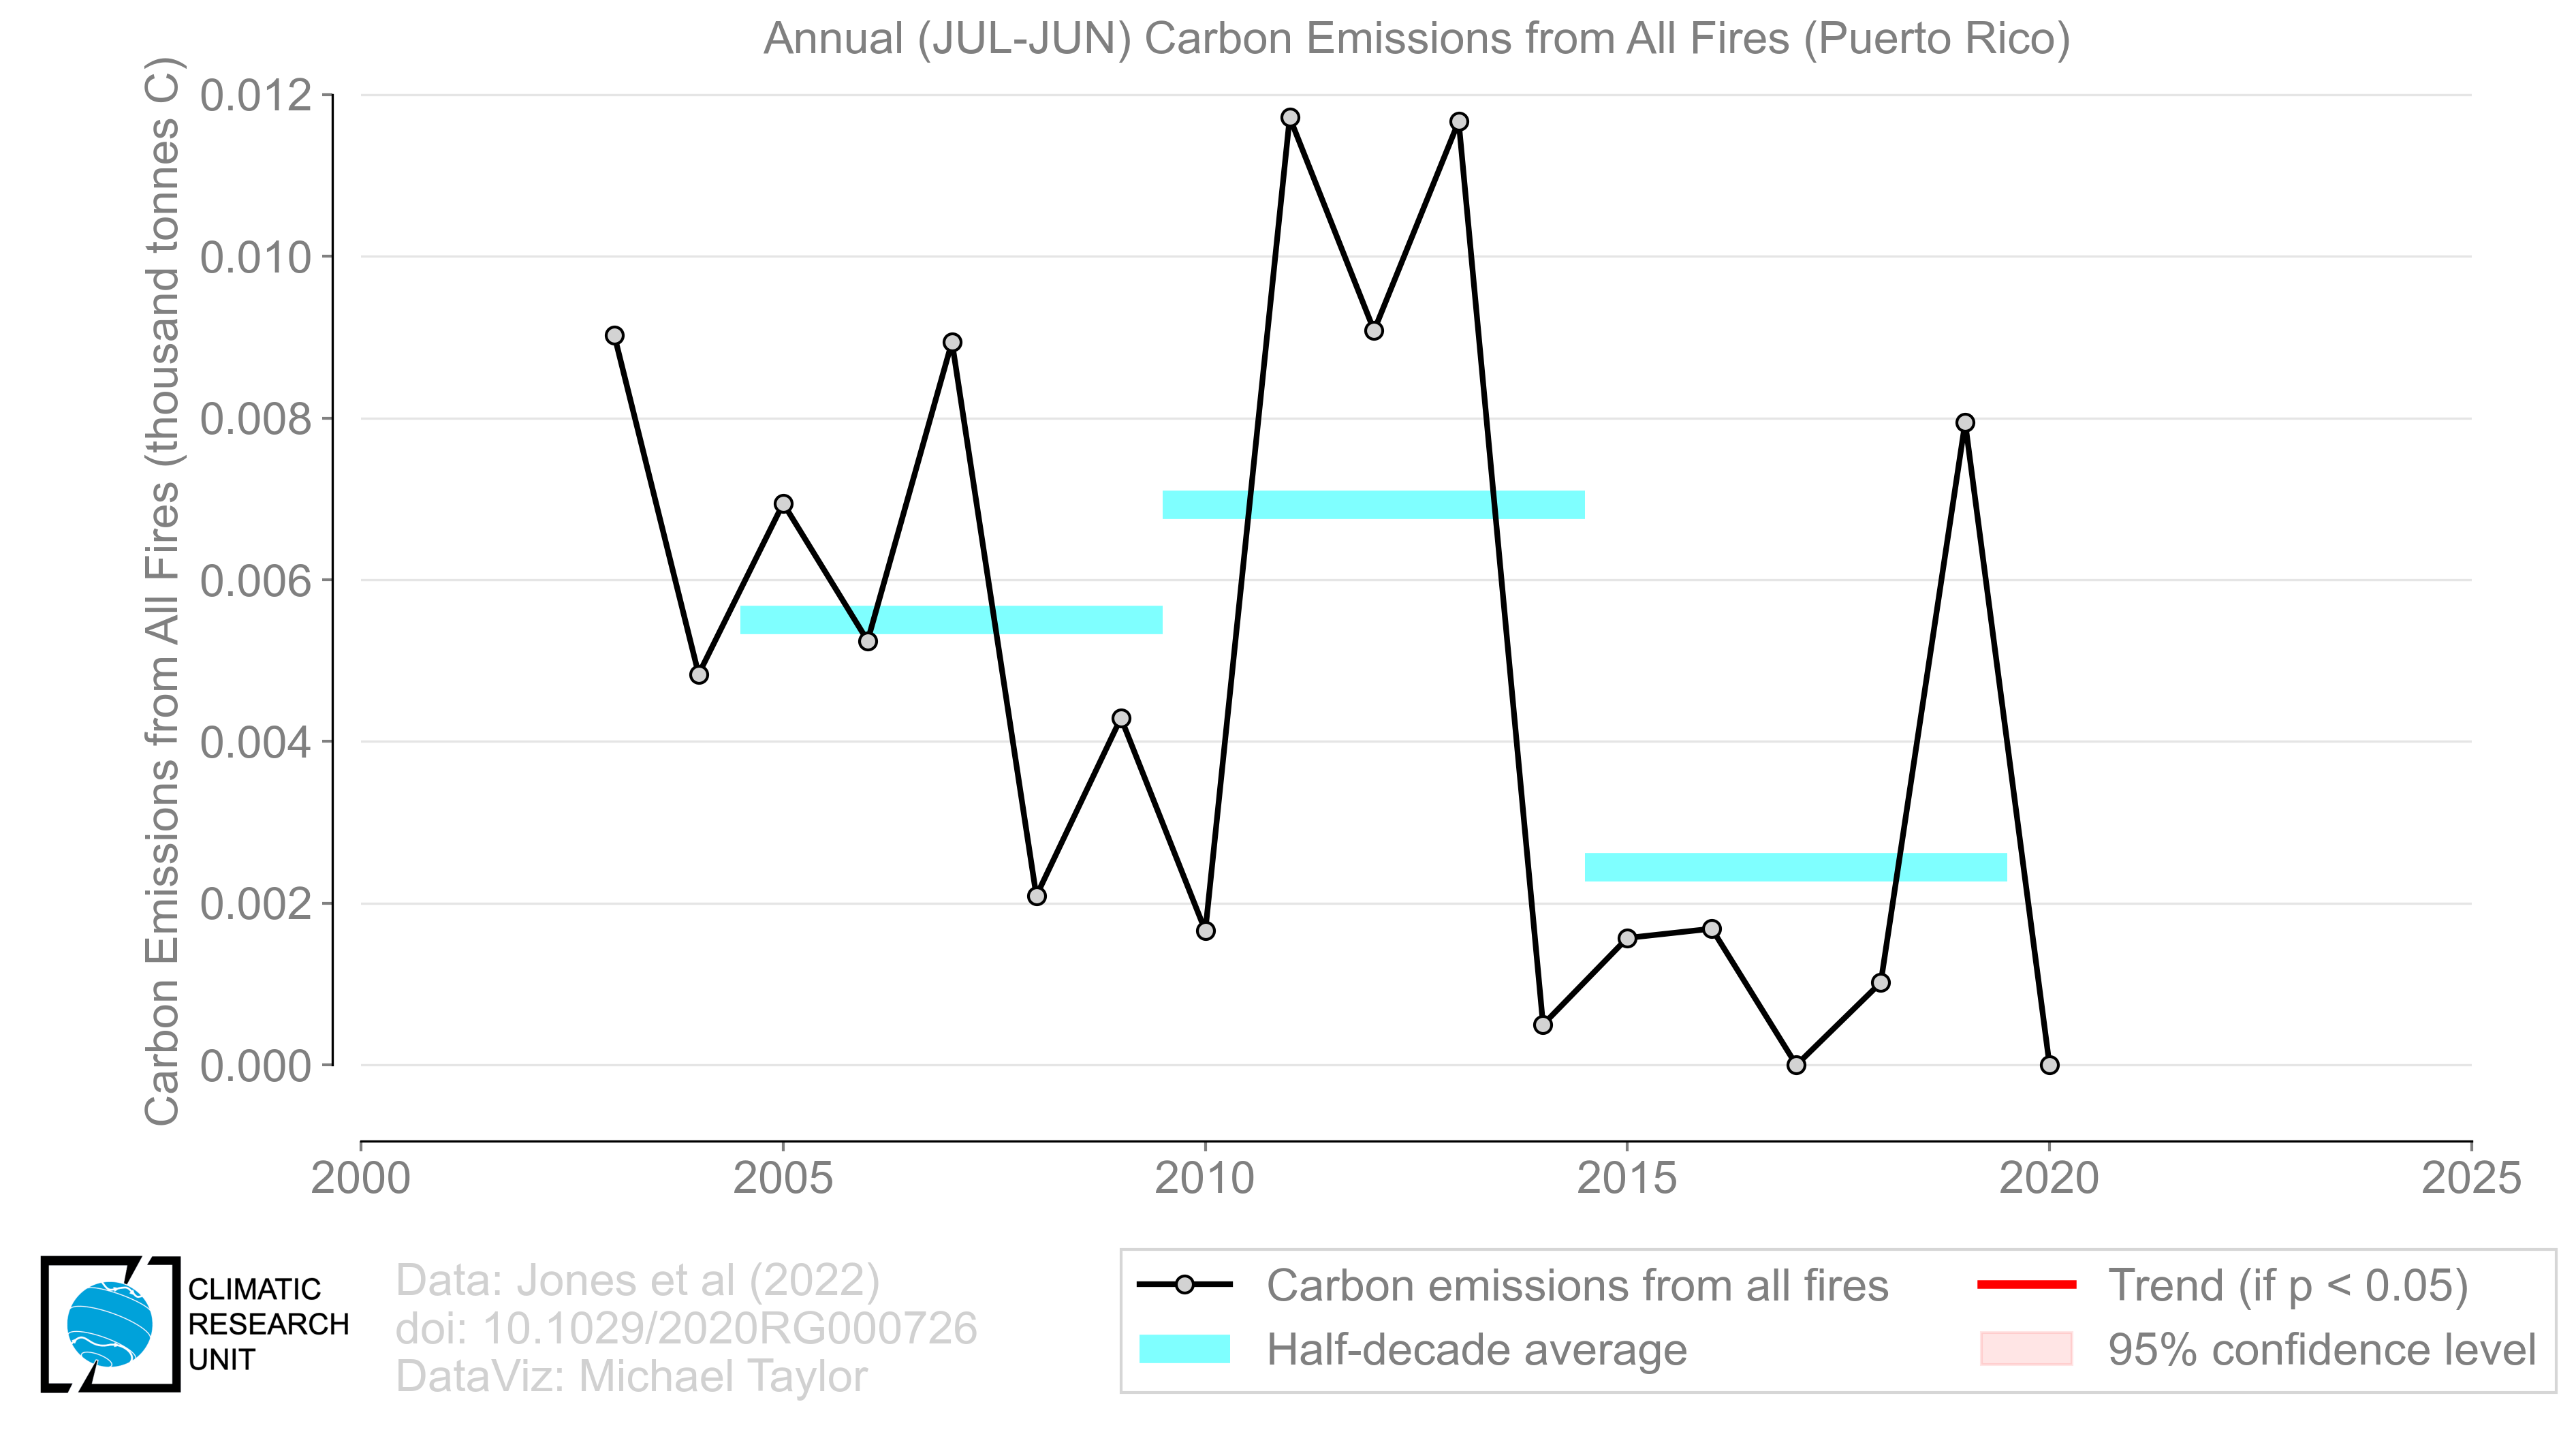 Annual (JUL-JUN) Carbon Emissions from All Fires (Puerto Rico)
Carbon Emissions from All Fires (thousand tonnes C)
0.012
0.010
0.008
0.006
0.004
0.002
0.000
2000 2005 2010 2015 2020 2025
CLIMATIC
RESEARCH
UNIT
Data: Jones et al (2022)
doi: 10.1029/2020RG000726
DataViz: Michael Taylor
Carbon emissions from all fires
Half-decade average
Trend (if p < 0.05)
95% confidence level